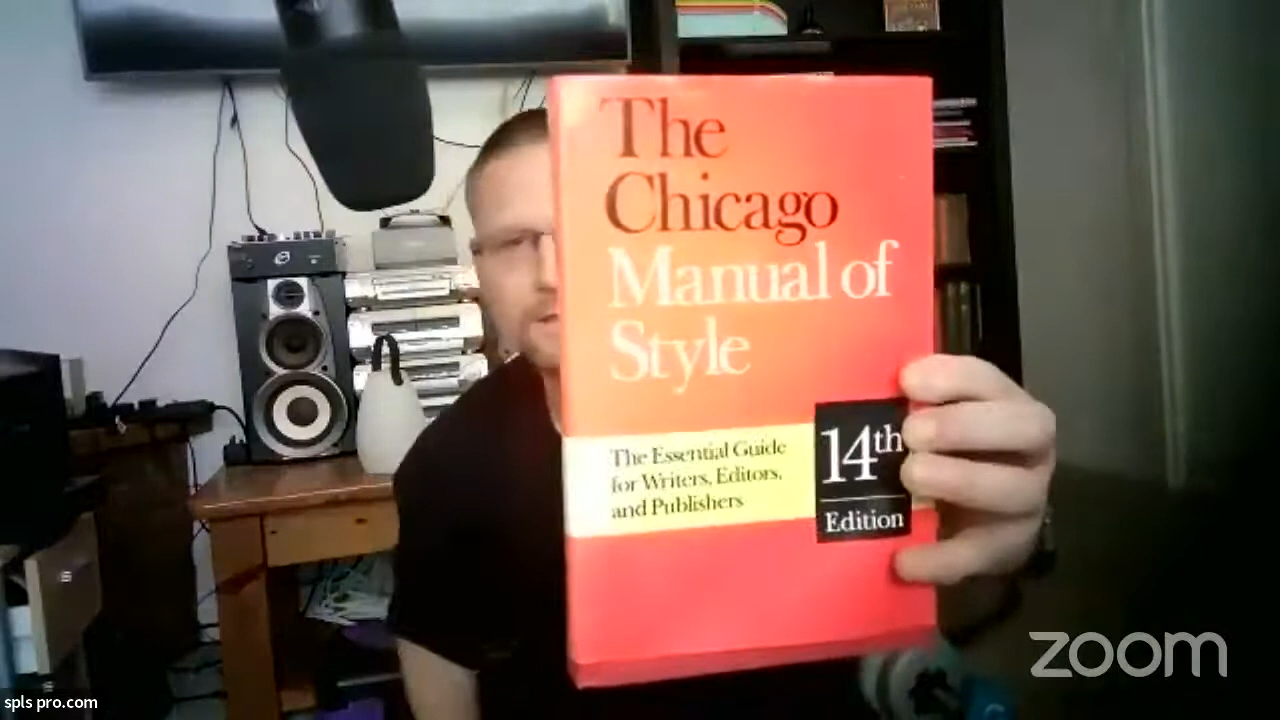 The
Chicago
Manual of
Style
The Essential Guide
for Writers, Editors,
and Publishers
14th
Edition
zoom
spls pro.com